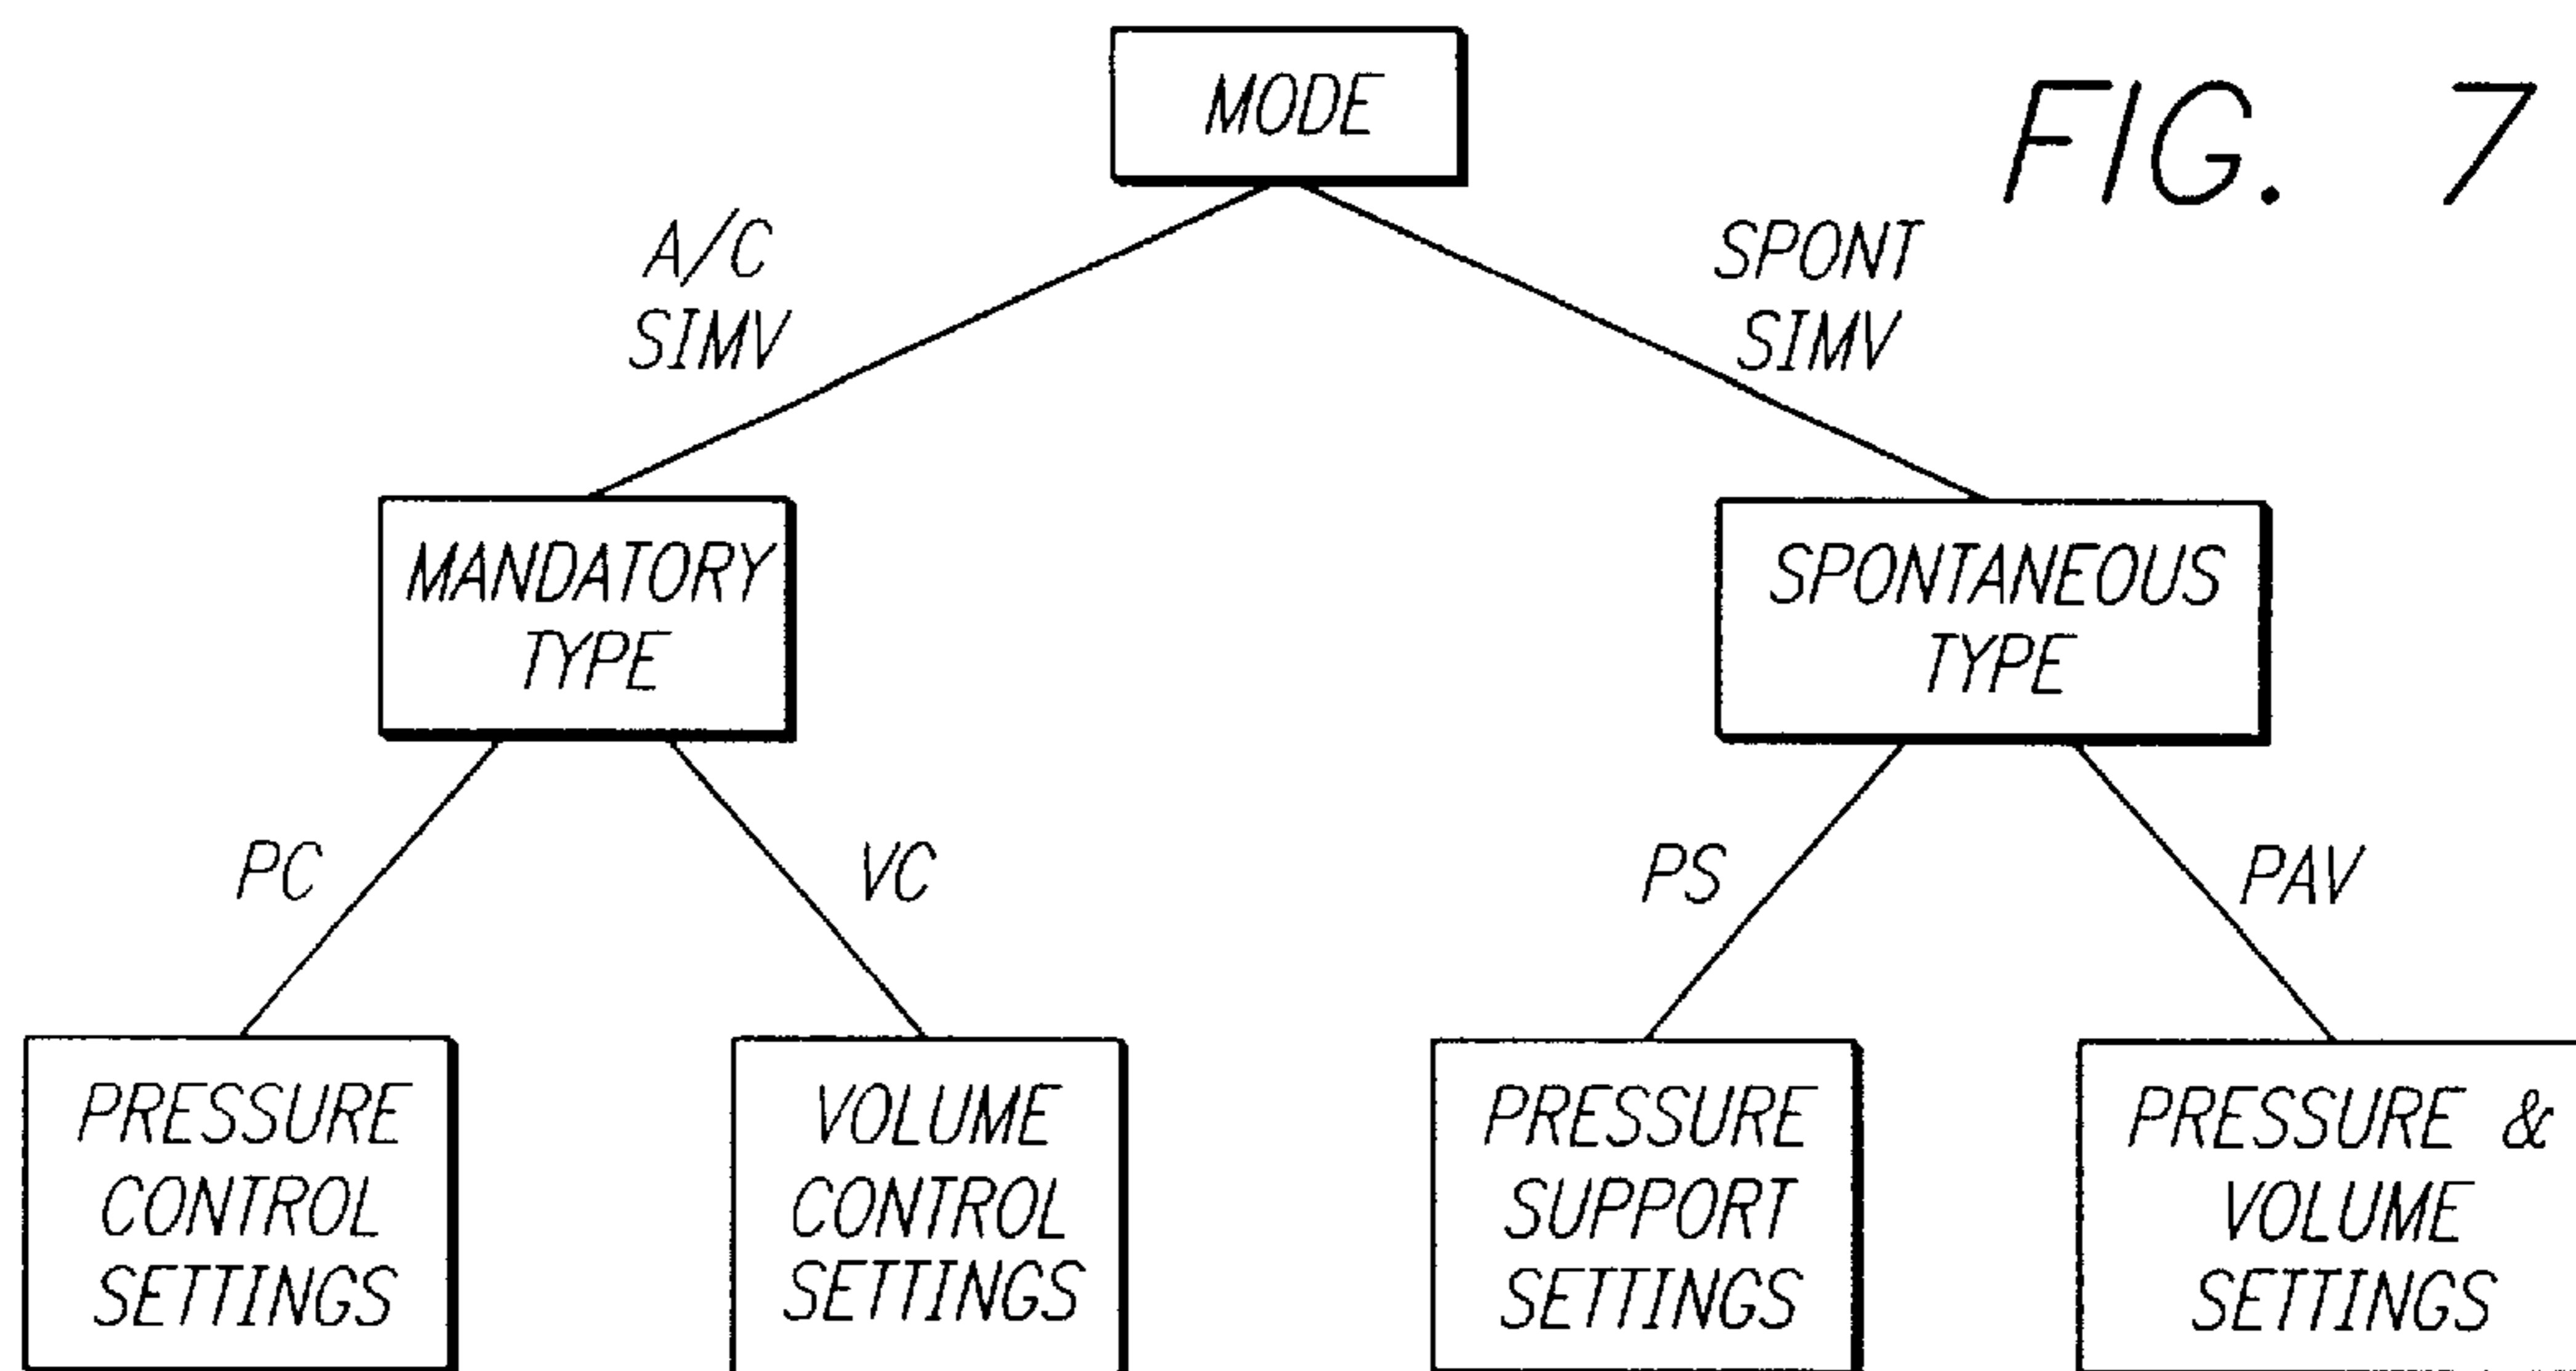 MODE
FIG. 7
A/C
SIMV
SPONT
SIMV
MANDATORY
TYPE
SPONTANEOUS
TYPE
PC
VC
PS
PAV
PRESSURE
CONTROL
SETTINGS
VOLUME
CONTROL
SETTINGS
PRESSURE
SUPPORT
SETTINGS
PRESSURE &
VOLUME
SETTINGS